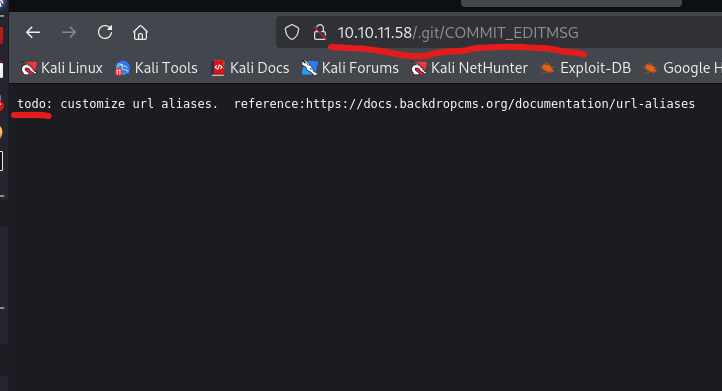 10.10.11.58/.git/COMMIT_EDITMSG
Kali Linux Kali Tools Kali Docs Kali Forums Kali NetHunter Exploit-DB Google H
todo: customize url aliases.  reference:https://docs.backdropcms.org/documentation/url-aliases